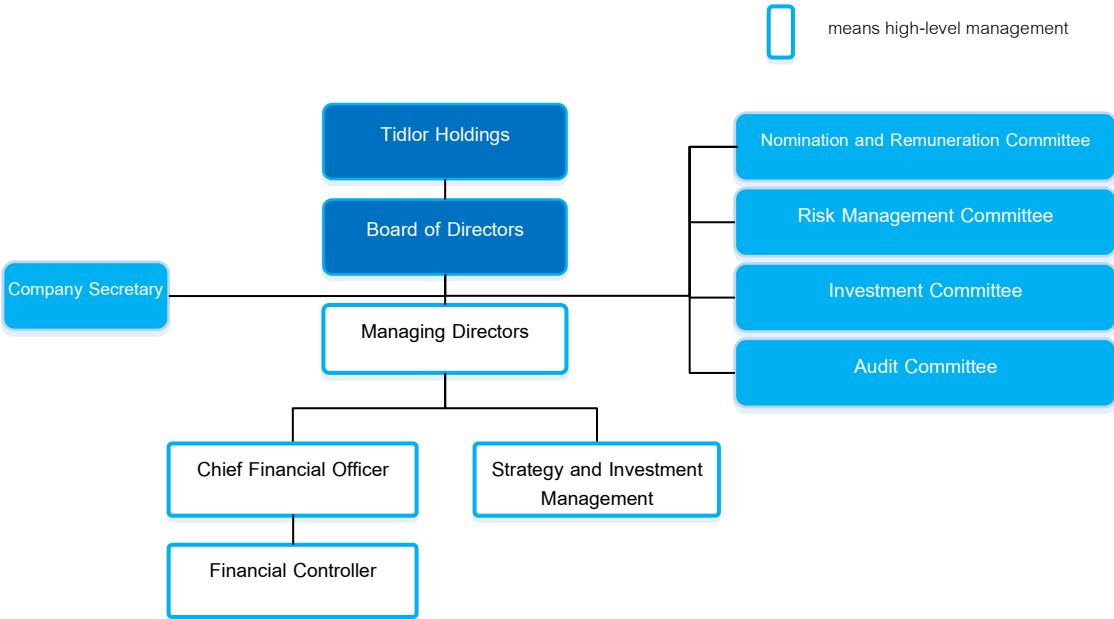 means high-level management
Tidlor Holdings
Nomination and Remuneration Committee
Risk Management Committee
Board of Directors
Company Secretary
Investment Committee
Managing Directors
Audit Committee
Chief Financial Officer
Strategy and Investment
Management
Financial Controller